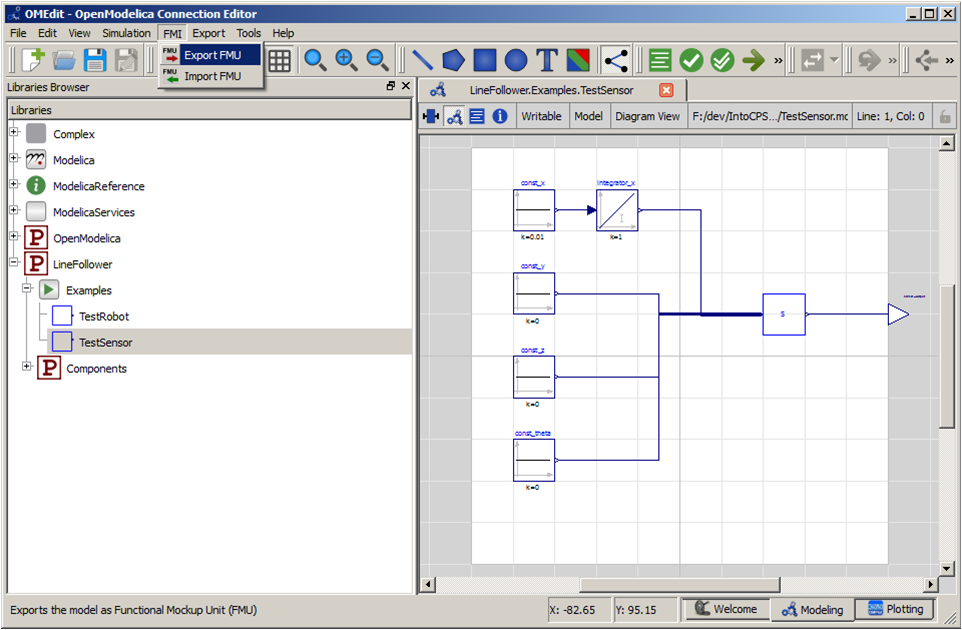 OMEdit - OpenModelica Connection Editor
File Edit View Simulation FMI Export Tools Help
FMU Export FMU
FMU Import FMU
T » » »
Libraries Browser
LineFollower.Examples.TestSensor
Libraries
Writable Model Diagram View F:/dev/IntoCPS.../TestSensor.mo Line: 1, Col: 0
Complex
Modelica
ModelicaReference
ModelicaServices
P OpenModelica
P LineFollower
Examples
TestRobot
TestSensor
P Components
const_x
integrator_x
I
k=0.01
k=1
const_y
k=0
S
const_z
k=0
const_theta
k=0
Exports the model as Functional Mockup Unit (FMU)
X: -82.65 Y: 95.15 Welcome Modeling Plotting